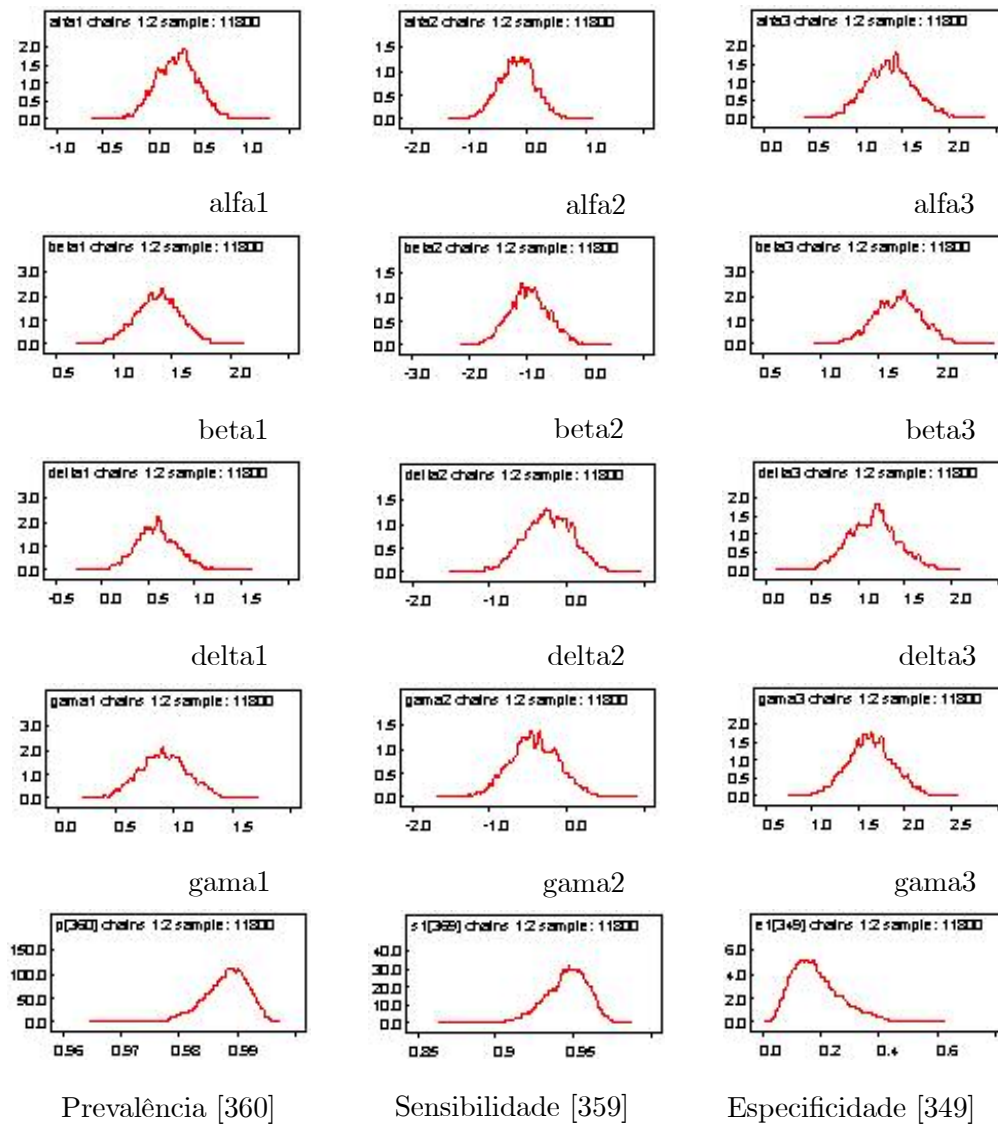 alfa1 chains 1:2 sample: 11800
2.0
1.5
1.0
0.5
0.0
-1.0 -0.5 0.0 0.5 1.0
alfa2 chains 1:2 sample: 11800
1.5
1.0
0.5
0.0
-2.0 -1.0 0.0 1.0
alfa3 chains 1:2 sample: 11800
2.0
1.5
1.0
0.5
0.0
0.0 0.5 1.0 1.5 2.0
alfa1 alfa2 alfa3
beta1 chains 1:2 sample: 11800
3.0
2.0
1.0
0.0
0.5 1.0 1.5 2.0
beta2 chains 1:2 sample: 11800
1.5
1.0
0.5
0.0
-3.0 -2.0 -1.0 0.0
beta3 chains 1:2 sample: 11800
3.0
2.0
1.0
0.0
0.5 1.0 1.5 2.0
beta1 beta2 beta3
delta1 chains 1:2 sample: 11800
3.0
2.0
1.0
0.0
-0.5 0.0 0.5 1.0 1.5
delta2 chains 1:2 sample: 11800
1.5
1.0
0.5
0.0
-2.0 -1.0 0.0
delta3 chains 1:2 sample: 11800
2.0
1.5
1.0
0.5
0.0
0.0 0.5 1.0 1.5 2.0
delta1 delta2 delta3
gama1 chains 1:2 sample: 11800
3.0
2.0
1.0
0.0
0.0 0.5 1.0 1.5
gama2 chains 1:2 sample: 11800
1.5
1.0
0.5
0.0
-2.0 -1.0 0.0
gama3 chains 1:2 sample: 11800
2.0
1.5
1.0
0.5
0.0
0.5 1.0 1.5 2.0 2.5
gama1 gama2 gama3
p[360] chains 1:2 sample: 11800
150.0
100.0
50.0
0.0
0.96 0.97 0.98 0.99
s1[369] chains 1:2 sample: 11800
40.0
30.0
20.0
10.0
0.0
0.85 0.9 0.95
e1[349] chains 1:2 sample: 11800
6.0
4.0
2.0
0.0
0.0 0.2 0.4 0.6
Prevalência [360] Sensibilidade [359] Especificidade [349]